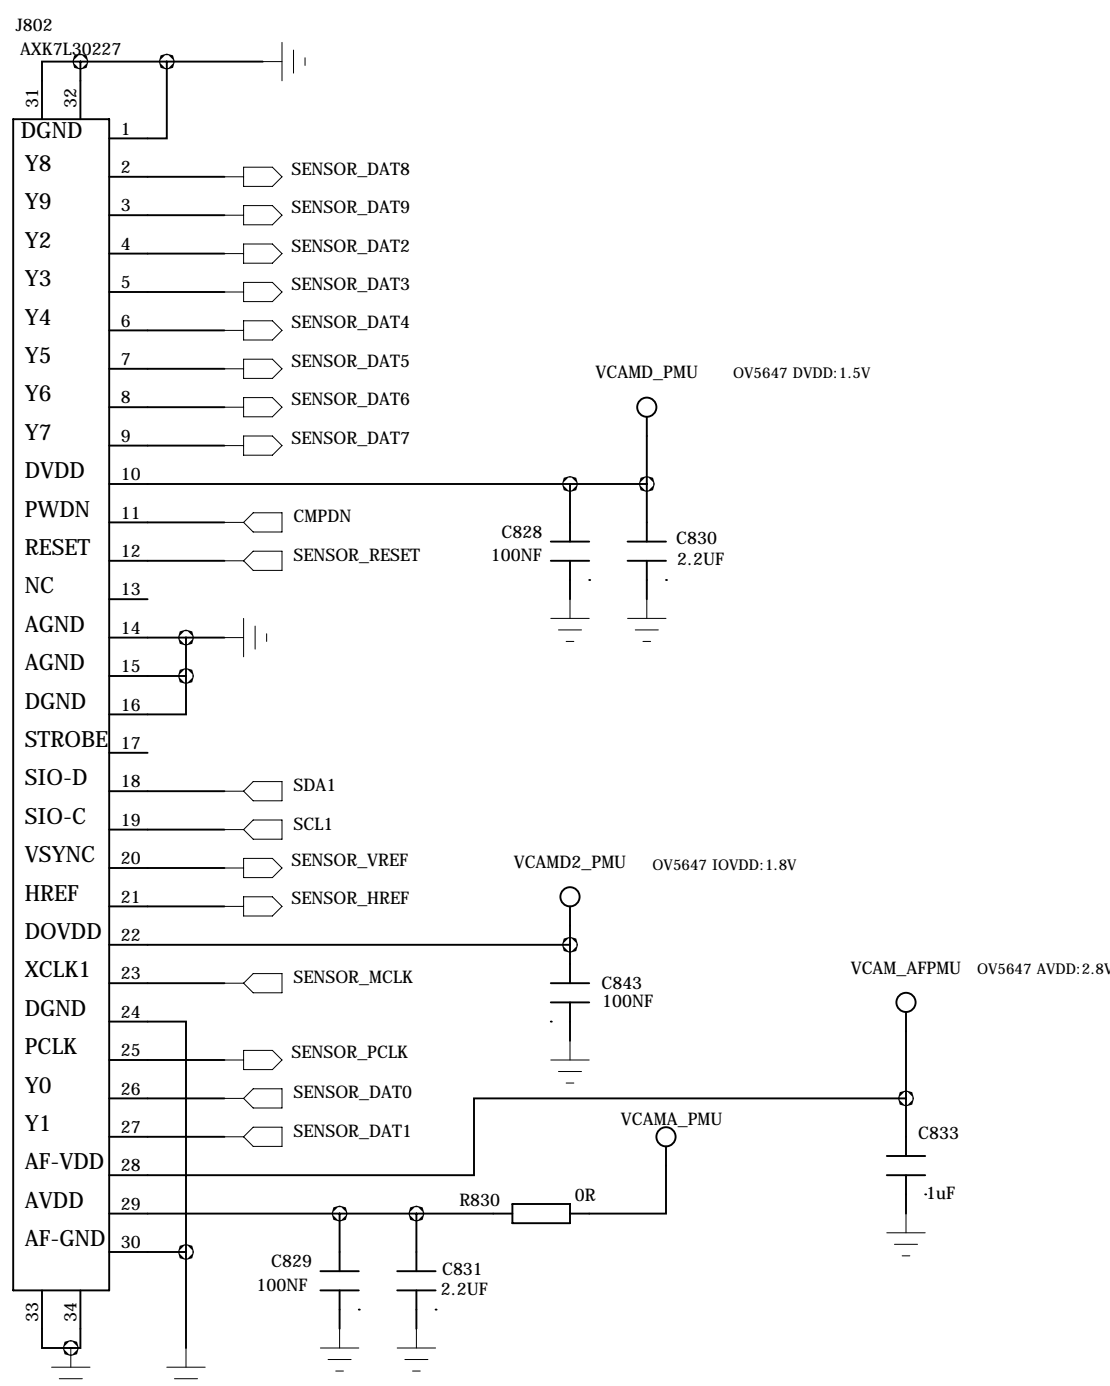 J802
AXK7L30227
31
32
DGND 1
Y8 2 SENSOR_DAT8
Y9 3 SENSOR_DAT9
Y2 4 SENSOR_DAT2
Y3 5 SENSOR_DAT3
Y4 6 SENSOR_DAT4
Y5 7 SENSOR_DAT5
VCAMD_PMU OV5647 DVDD:1.5V
Y6 8 SENSOR_DAT6
Y7 9 SENSOR_DAT7
DVDD 10
PWDN 11 CMPDN
C828
100NF
C830
2.2UF
RESET 12 SENSOR_RESET
NC 13
AGND 14
AGND 15
DGND 16
STROBE 17
SIO-D 18 SDA1
SIO-C 19 SCL1
VSYNC 20 SENSOR_VREF
VCAMD2_PMU OV5647 IOVDD:1.8V
HREF 21 SENSOR_HREF
DOVDD 22
XCLK1 23 SENSOR_MCLK
C843
100NF
VCAM_AFPMU OV5647 AVDD:2.8V
DGND 24
PCLK 25 SENSOR_PCLK
Y0 26 SENSOR_DAT0
Y1 27 SENSOR_DAT1
VCAMA_PMU
C833
1uF
AF-VDD 28
AVDD 29
R830 0R
AF-GND 30
C829
100NF
C831
2.2UF
33
34